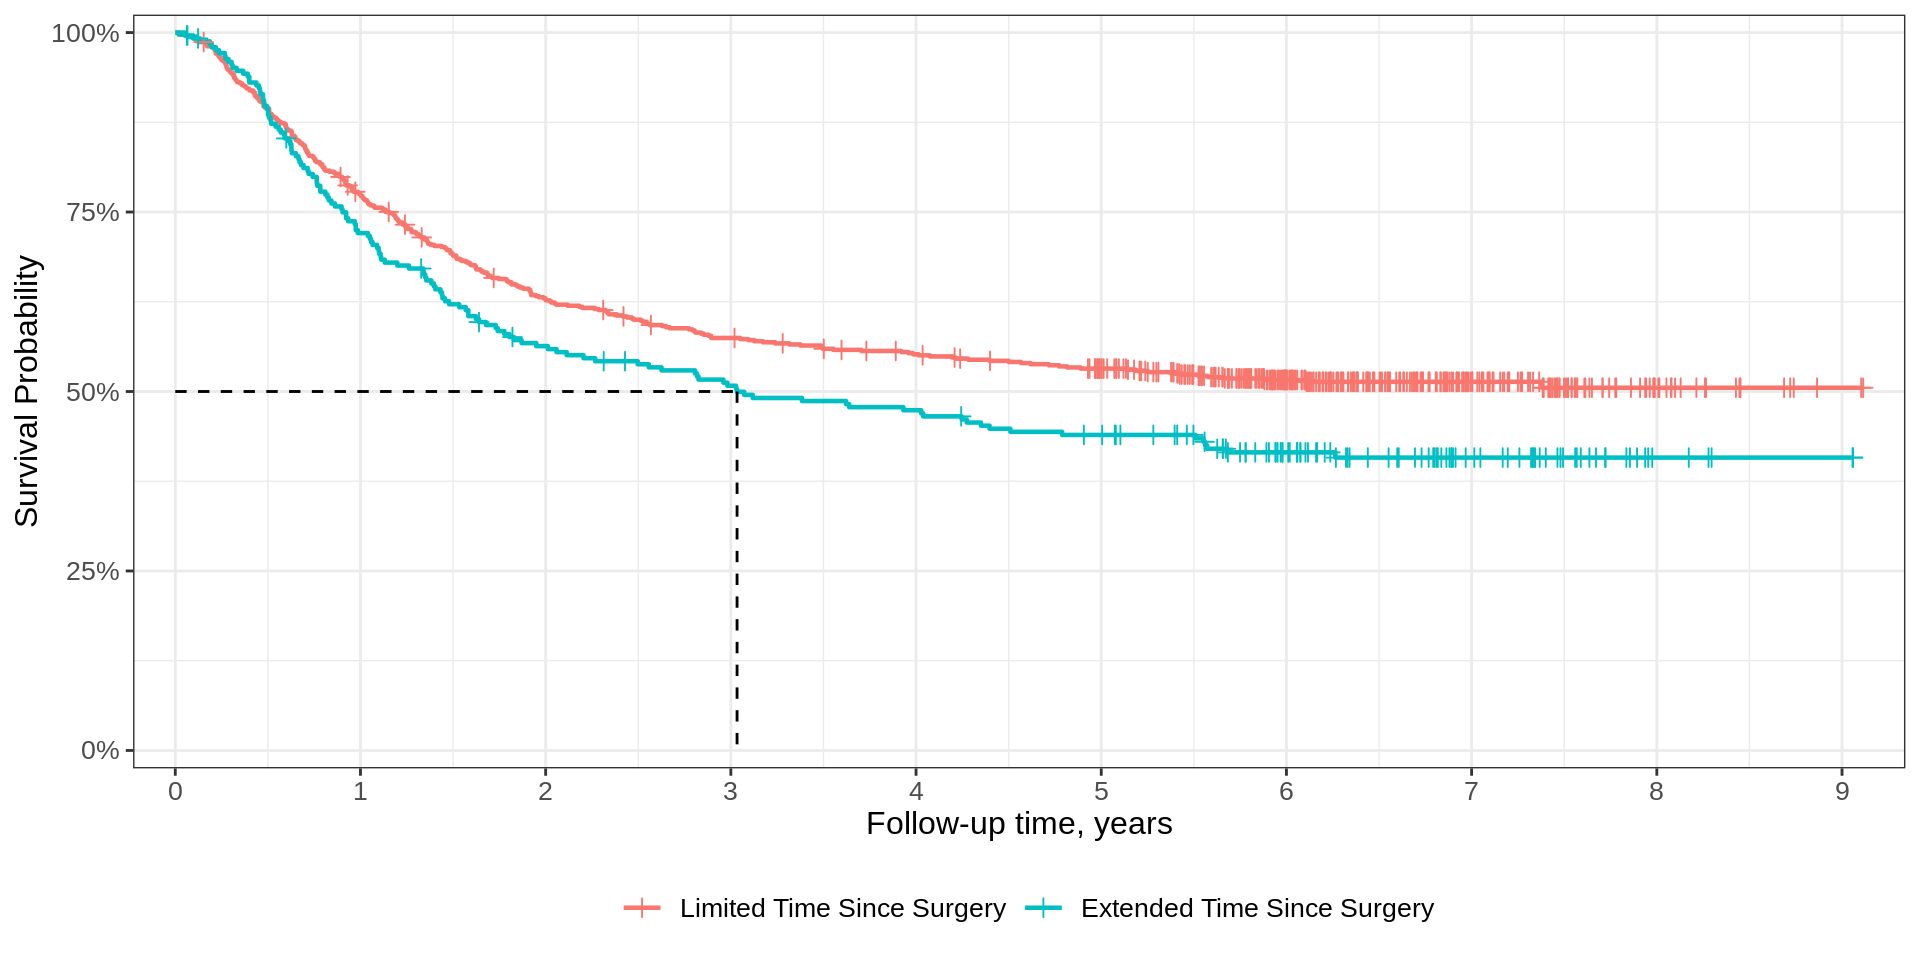 100%
75%
50%
25%
0%
Survival Probability
0 1 2 3 4 5 6 7 8 9
Follow-up time, years
Limited Time Since Surgery Extended Time Since Surgery